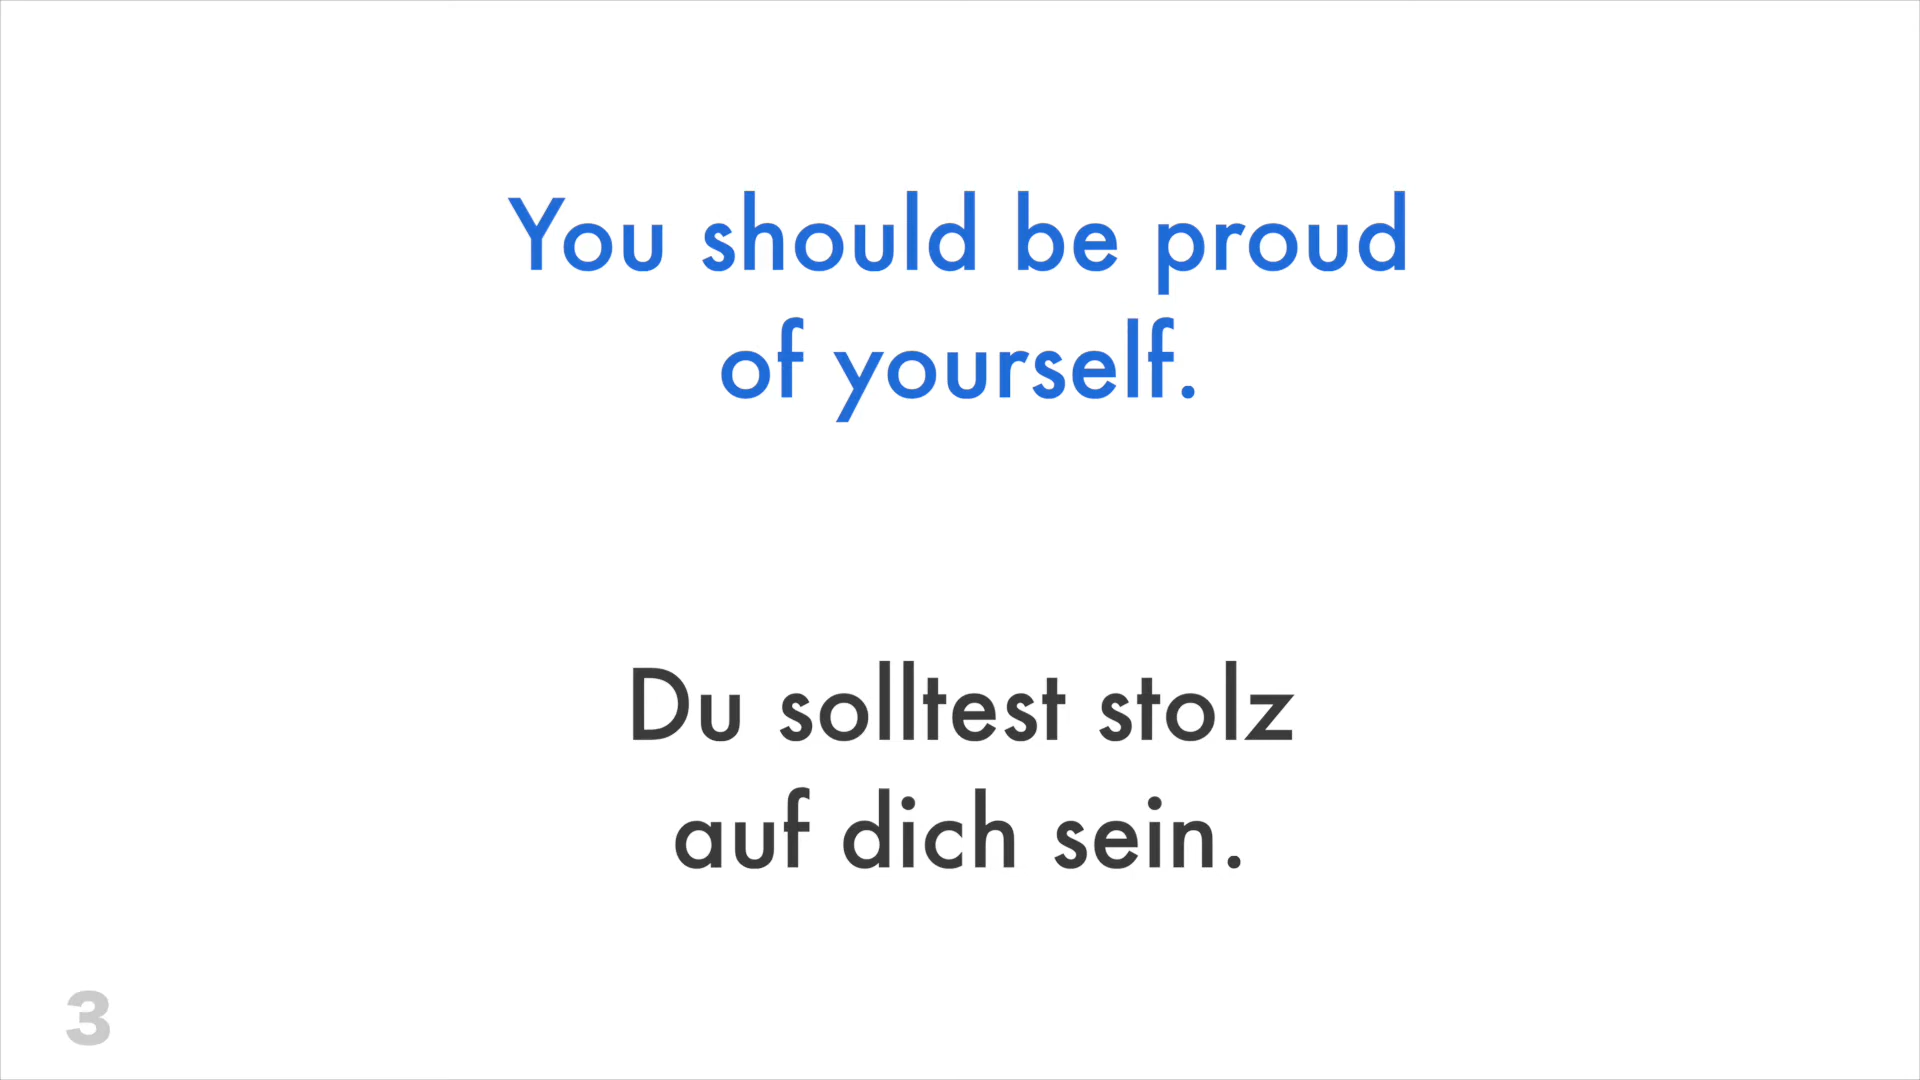 You should be proud
of yourself.
Du solltest stolz
auf dich sein.
3